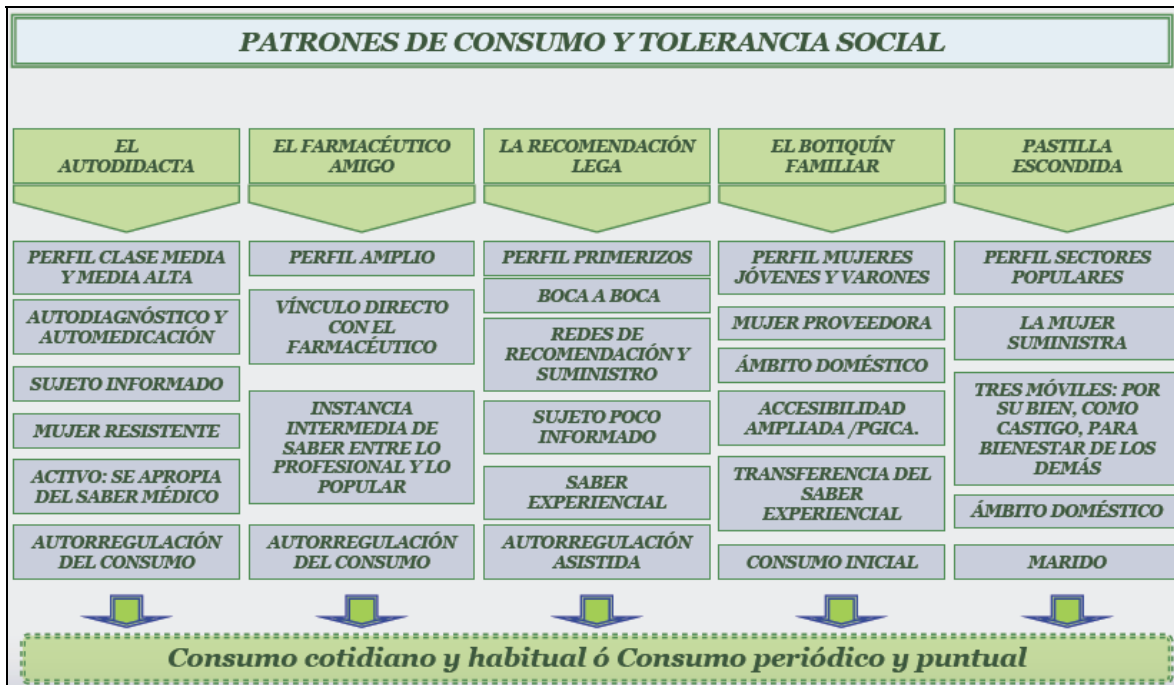 PATRONES DE CONSUMO Y TOLERANCIA SOCIAL
EL
AUTODIDACTA
PERFIL CLASE MEDIA
Y MEDIA ALTA
AUTODIAGNÓSTICO Y
AUTOMEDICACIÓN
SUJETO INFORMADO
MUJER RESISTENTE
ACTIVO: SE APROPIA
DEL SABER MÉDICO
AUTORREGULACIÓN
DEL CONSUMO
EL FARMACÉUTICO
AMIGO
PERFIL AMPLIO
VÍNCULO DIRECTO
CON EL
FARMACÉUTICO
INSTANCIA
INTERMEDIA DE
SABER ENTRE LO
PROFESIONAL Y LO
POPULAR
AUTORREGULACIÓN
DEL CONSUMO
LA RECOMENDACIÓN
LEGA
PERFIL PRIMERIZOS
BOCA A BOCA
REDES DE
RECOMENDACIÓN Y
SUMINISTRO
SUJETO POCO
INFORMADO
SABER
EXPERIENCIAL
AUTORREGULACIÓN
ASISTIDA
EL BOTIQUÍN
FAMILIAR
PERFIL MUJERES
JÓVENES Y VARONES
MUJER PROVEEDORA
ÁMBITO DOMÉSTICO
ACCESIBILIDAD
AMPLIADA /PGICA.
TRANSFERENCIA DEL
SABER
EXPERIENCIAL
CONSUMO INICIAL
PASTILLA
ESCONDIDA
PERFIL SECTORES
POPULARES
LA MUJER
SUMINISTRA
TRES MÓVILES: POR
SU BIEN, COMO
CASTIGO, PARA
BIENESTAR DE LOS
DEMÁS
ÁMBITO DOMÉSTICO
MARIDO
Consumo cotidiano y habitual ó Consumo periódico y puntual